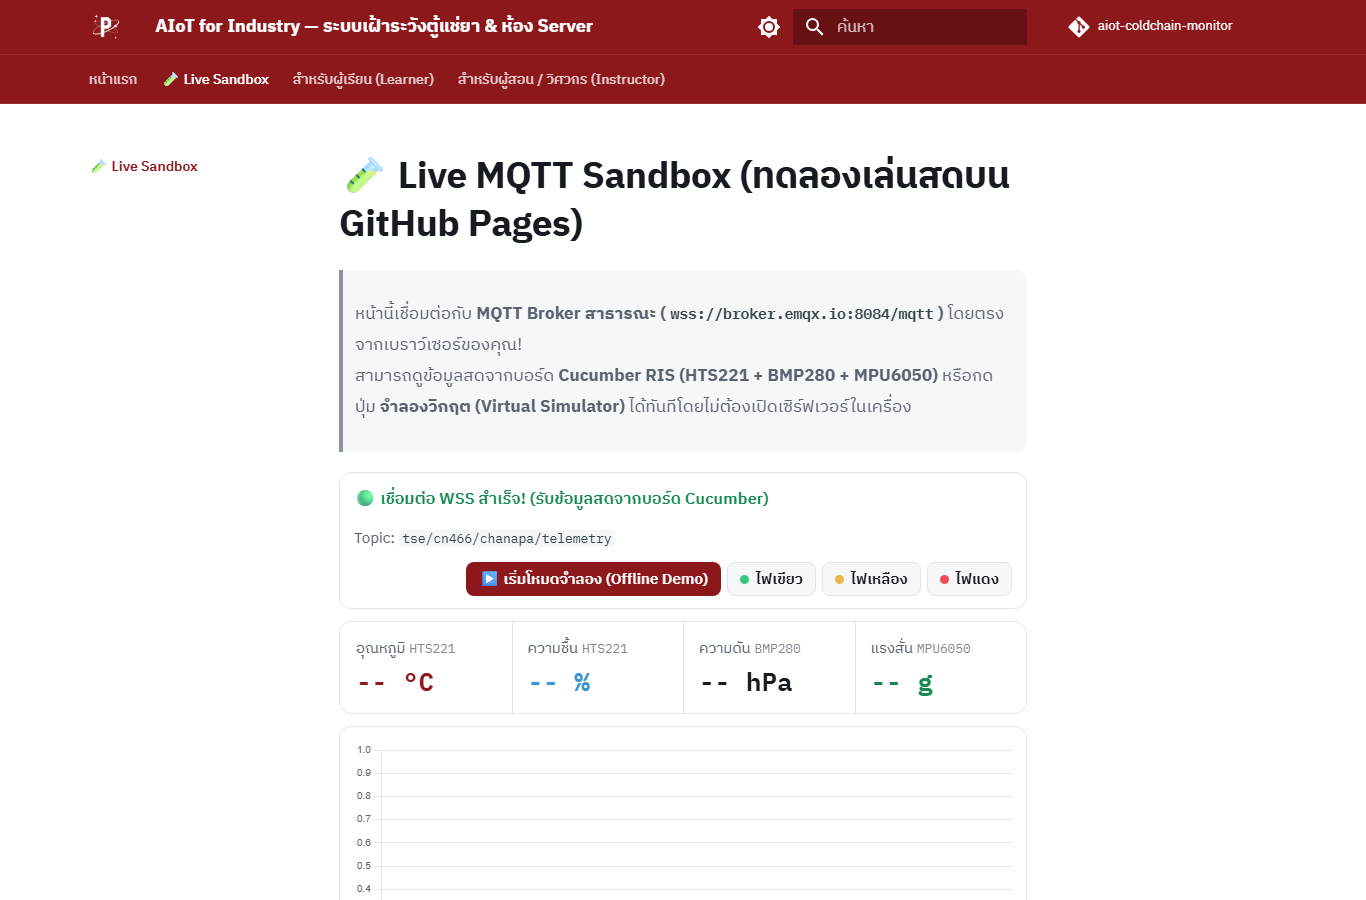 AIoT for Industry — ระบบเฝ้าระวังตู้แช่ยา & ห้อง Server
ค้นหา
aiot-coldchain-monitor
หน้าแรก
Live Sandbox
สำหรับผู้เรียน (Learner)
สำหรับผู้สอน / วิศวกร (Instructor)
Live Sandbox
Live MQTT Sandbox (ทดลองเล่นสดบน
GitHub Pages)
หน้านี้เชื่อมต่อกับ MQTT Broker สาธารณะ ( wss://broker.emqx.io:8084/mqtt ) โดยตรง
จากเบราว์เซอร์ของคุณ!
สามารถดูข้อมูลสดจากบอร์ด Cucumber RIS (HTS221 + BMP280 + MPU6050) หรือกด
ปุ่ม จำลองวิกฤต (Virtual Simulator) ได้ทันทีโดยไม่ต้องเปิดเซิร์ฟเวอร์ในเครื่อง
เชื่อมต่อ WSS สำเร็จ! (รับข้อมูลสดจากบอร์ด Cucumber)
Topic: tse/cn466/chanapa/telemetry
เริ่มโหมดจำลอง (Offline Demo)
ไฟเขียว
ไฟเหลือง
ไฟแดง
อุณหภูมิ HTS221
-- °C
ความชื้น HTS221
-- %
ความดัน BMP280
-- hPa
แรงสั่น MPU6050
-- g
1.0
0.9
0.8
0.7
0.6
0.5
0.4